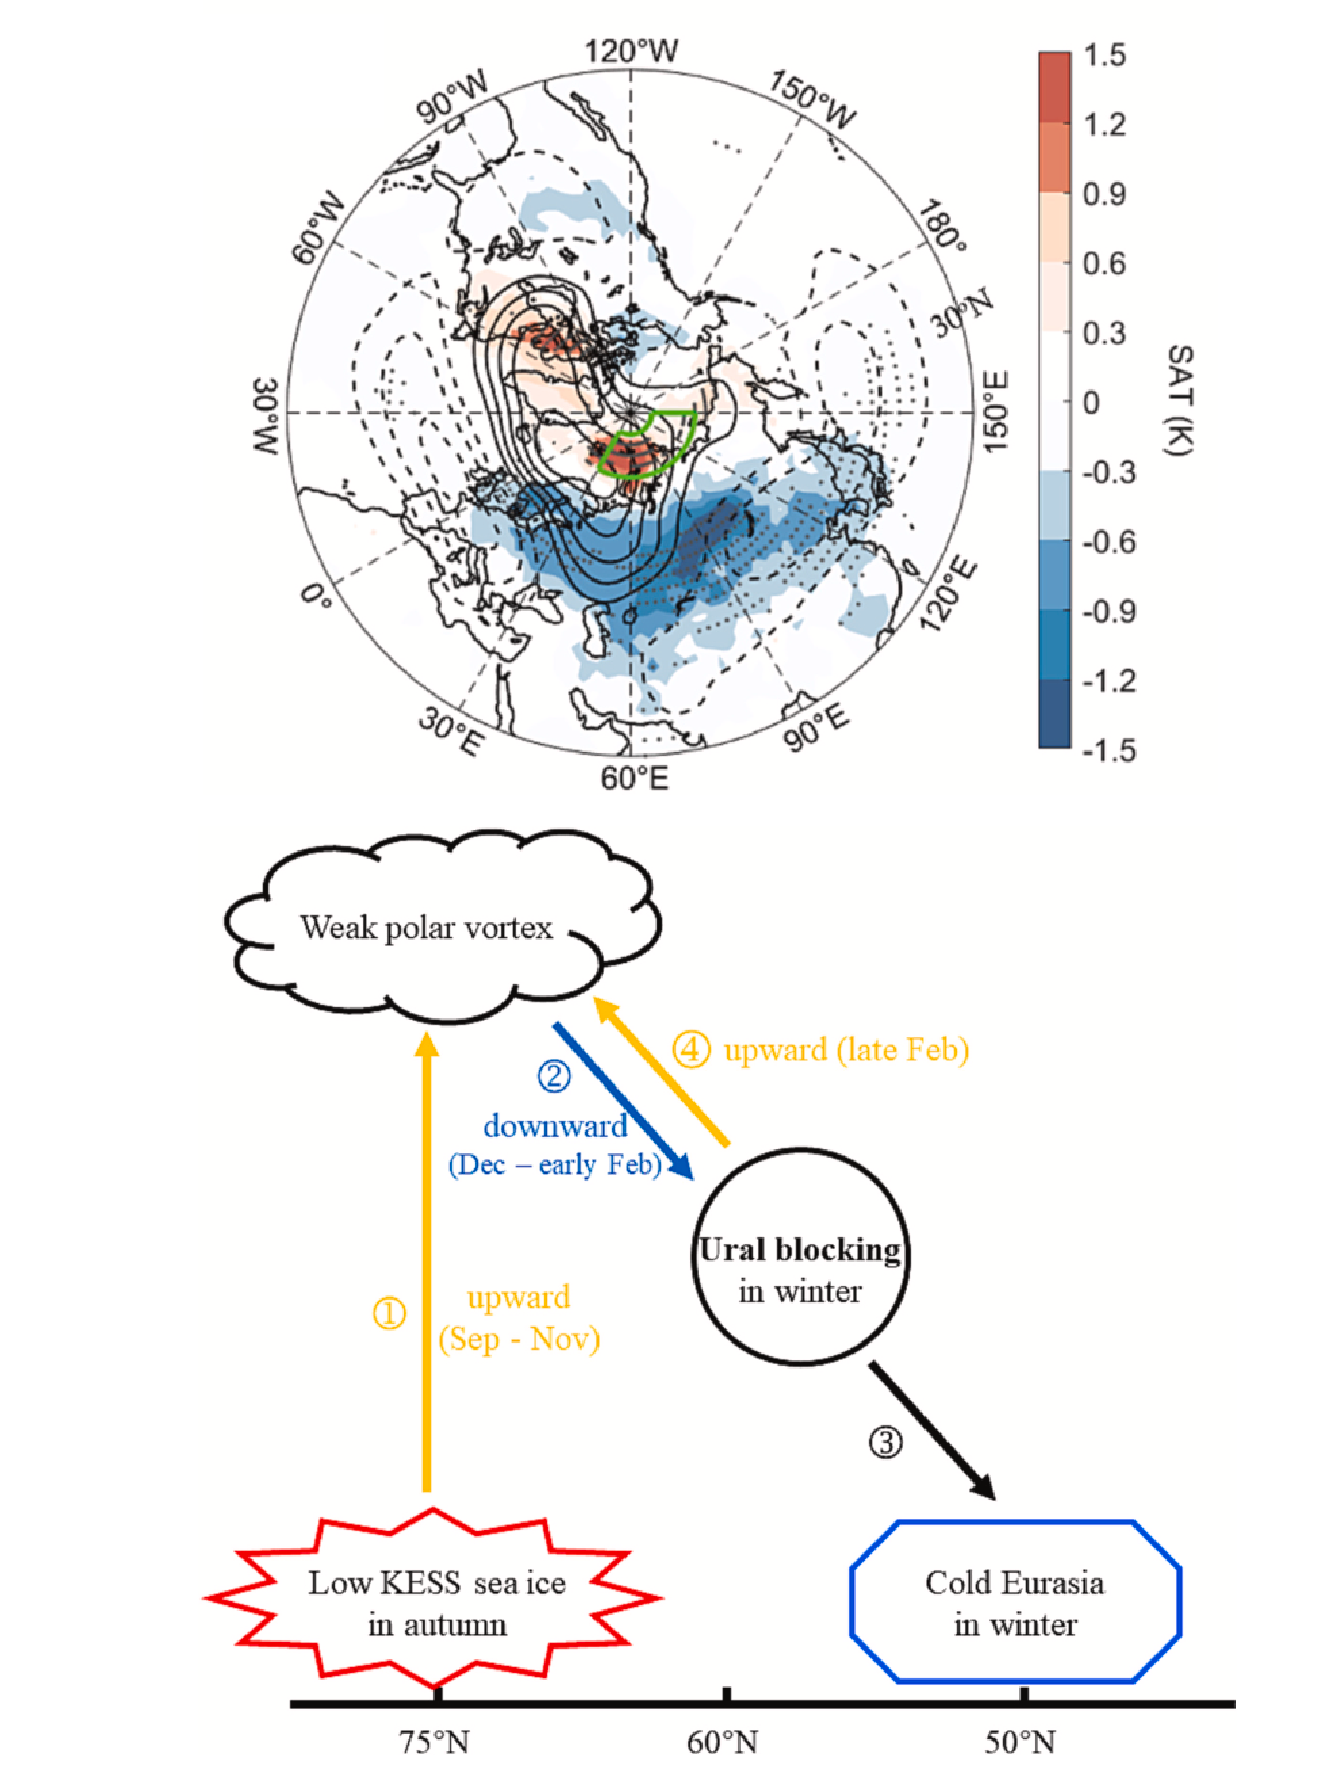 120°W
90°W
150°W
60°W
180°
30°N
30°W
150°E
0°
120°E
30°E
90°E
60°E
1.5
1.2
0.9
0.6
0.3
0
-0.3
-0.6
-0.9
-1.2
-1.5
SAT (K)
Weak polar vortex
④ upward (late Feb)
②
downward
(Dec – early Feb)
Ural blocking
in winter
①
upward
(Sep - Nov)
③
Low KESS sea ice
in autumn
Cold Eurasia
in winter
75°N
60°N
50°N